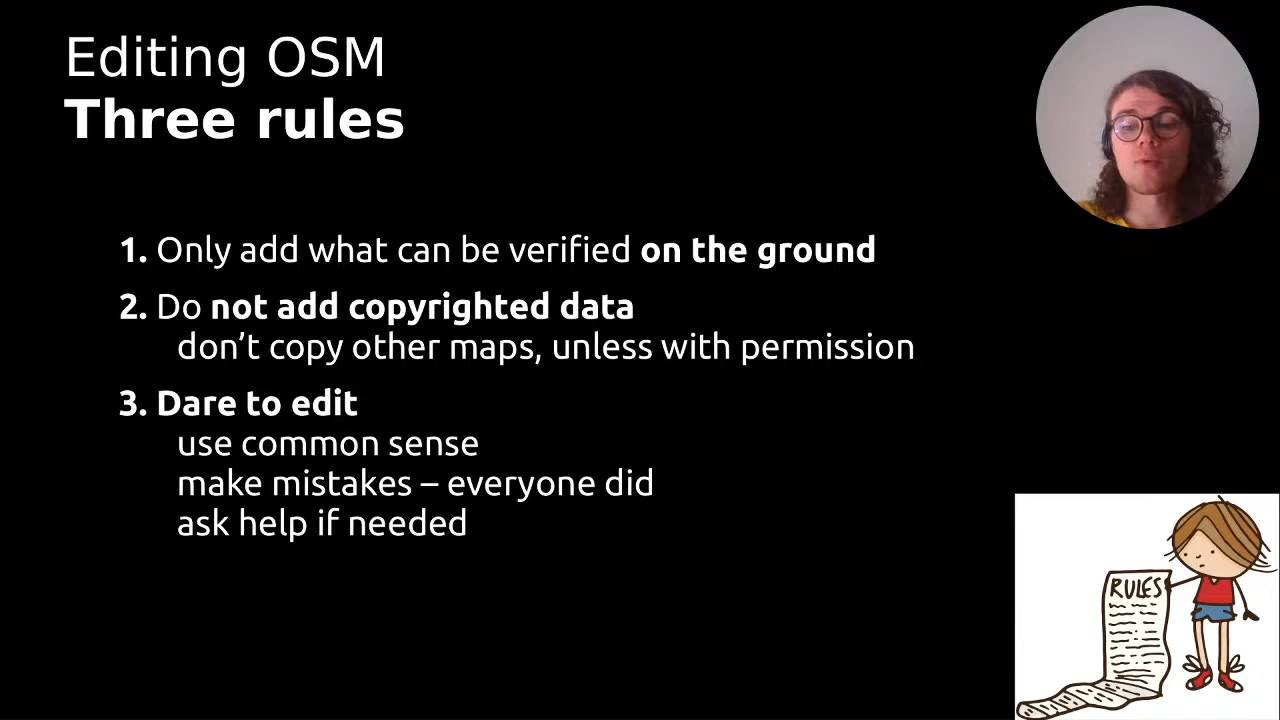 Editing OSM
Three rules
1. Only add what can be verified on the ground
2. Do not add copyrighted data
don’t copy other maps, unless with permission
3. Dare to edit
use common sense
make mistakes – everyone did
ask help if needed
RULES